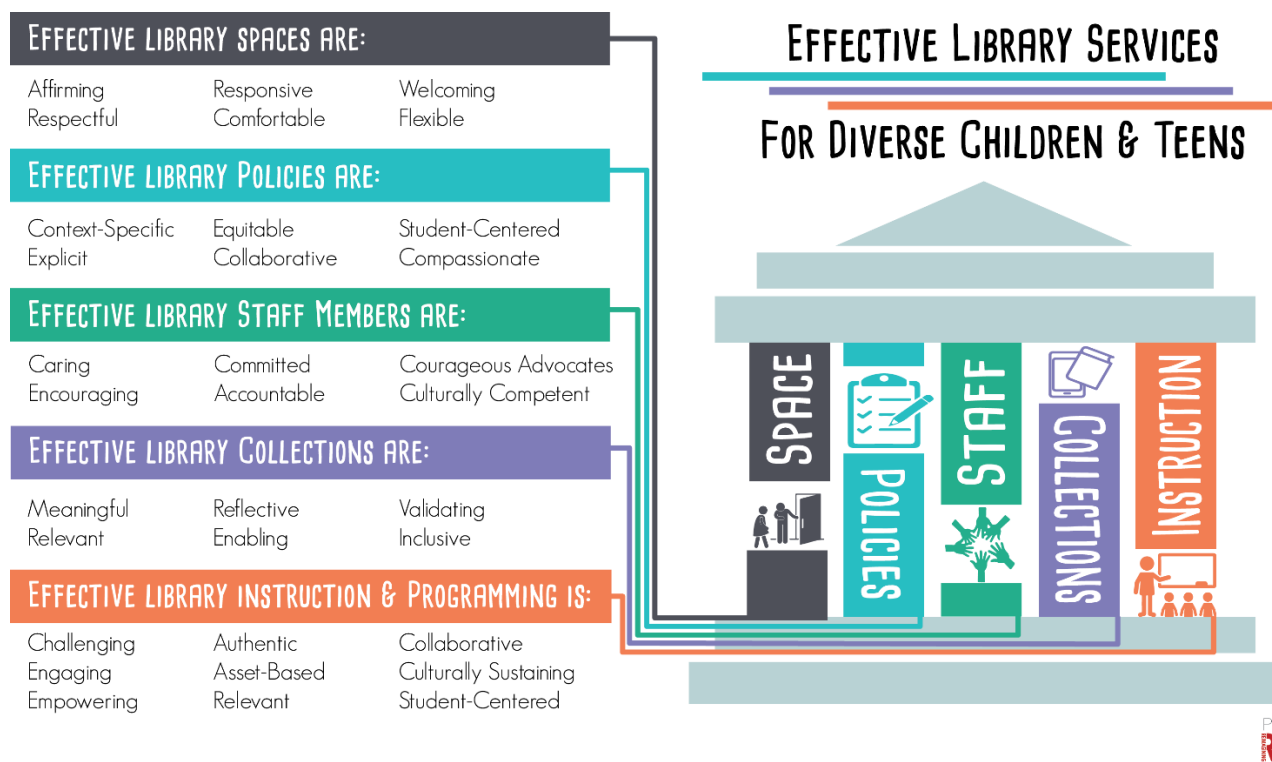 Effective Library Services
For Diverse Children & Teens
Effective library spaces are:
Affirming Responsive Welcoming
Respectful Comfortable Flexible
Effective library Policies are:
Context-Specific Equitable Student-Centered
Explicit Collaborative Compassionate
Effective library Staff Members are:
Caring Committed Courageous Advocates
Encouraging Accountable Culturally Competent
Effective library Collections are:
Meaningful Reflective Validating
Relevant Enabling Inclusive
Effective library instruction & Programming is:
Challenging Authentic Collaborative
Engaging Asset-Based Culturally Sustaining
Empowering Relevant Student-Centered
Space
Policies
Staff
Collections
Instruction